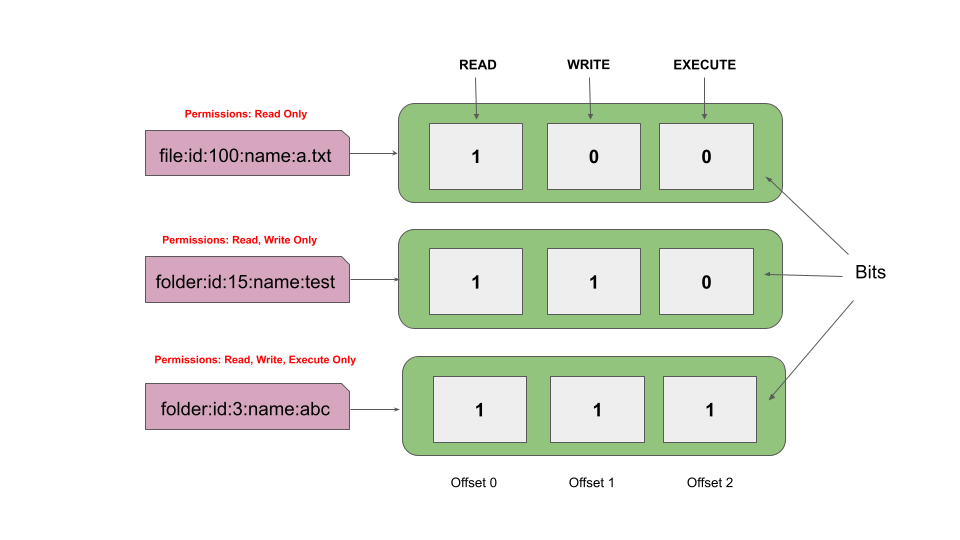 READ WRITE EXECUTE
Permissions: Read Only
file:id:100:name:a.txt 1 0 0
Permissions: Read, Write Only
folder:id:15:name:test 1 1 0
Bits
Permissions: Read, Write, Execute Only
folder:id:3:name:abc 1 1 1
Offset 0 Offset 1 Offset 2